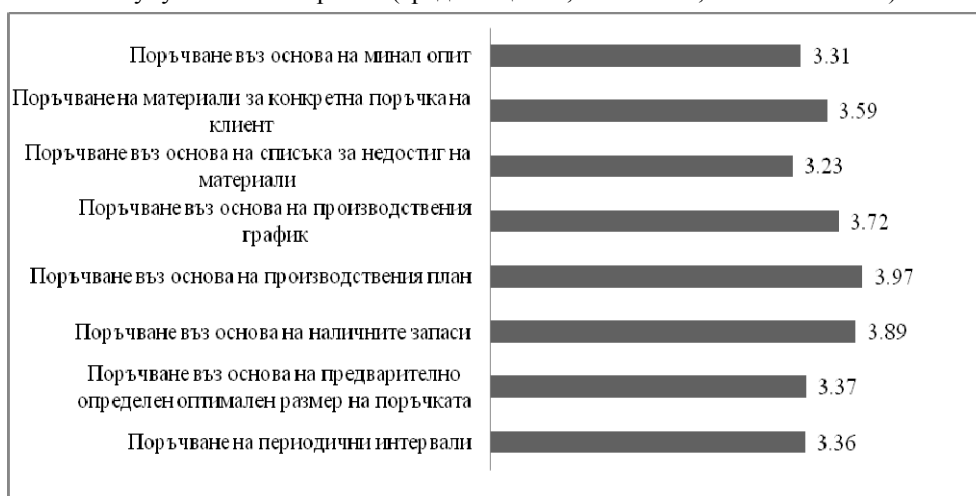 Поръчване въз основа на минал опит
3.31
Поръчване на материали за конкретна поръчка на
клиент
3.59
Поръчване въз основа на списъка за недостиг на
материали
3.23
Поръчване въз основа на производствения
график
3.72
Поръчване въз основа на производствения план
3.97
Поръчване въз основа на наличните запаси
3.89
Поръчване въз основа на предварително
определен оптимален размер на поръчката
3.37
Поръчване на периодични интервали
3.36